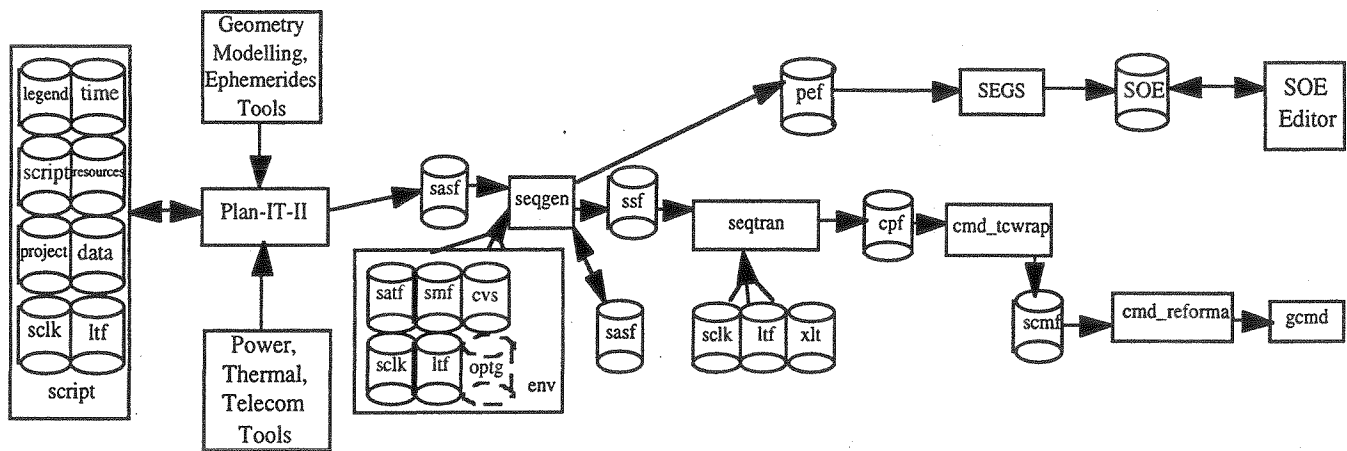 legend time
script resources
project data
sclk ltf
script
Geometry
Modelling,
Ephemerides
Tools
Plan-IT-II
Power,
Thermal,
Telecom
Tools
sasf
seqgen
satf smf cvs
sclk ltf optg
env
sasf
pef
SEGS
SOE
SOE
Editor
ssf
seqtran
sclk ltf xlt
cpf
cmd_tcwrap
scmf
cmd_reforma
gcmd